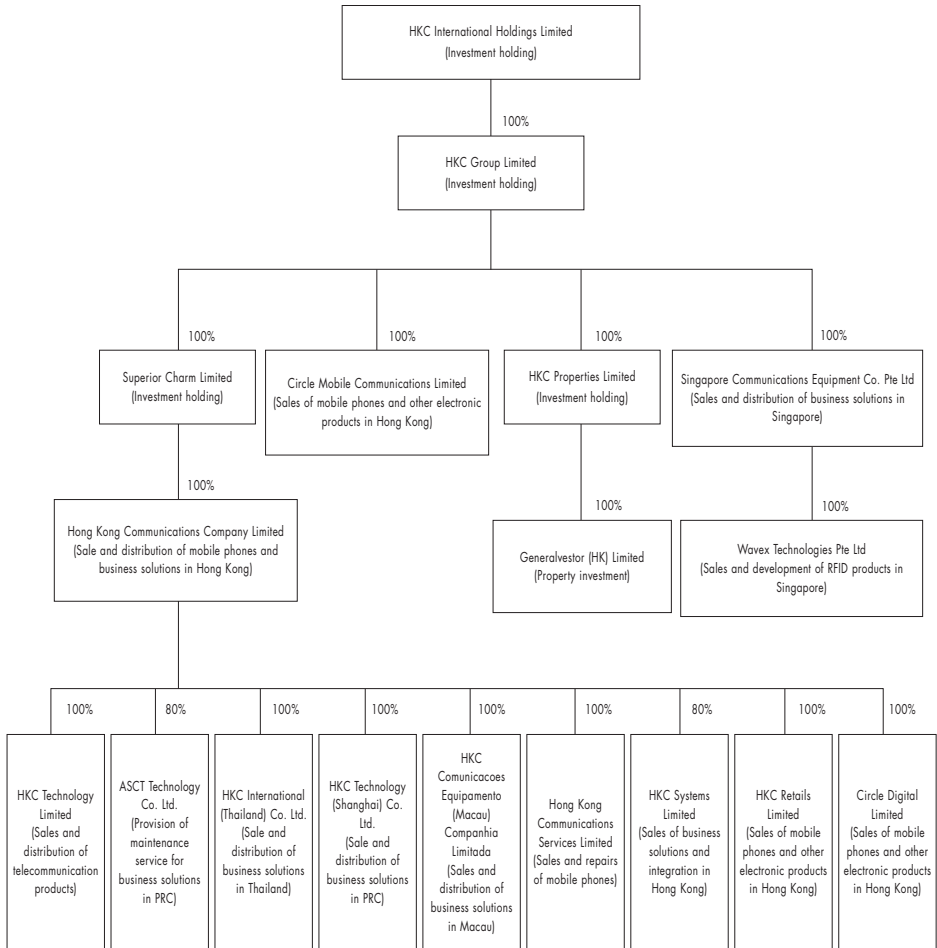 HKC International Holdings Limited
(Investment holding)
100%
HKC Group Limited
(Investment holding)
100%
Superior Charm Limited
(Investment holding)
100%
Circle Mobile Communications Limited
(Sales of mobile phones and other electronic
products in Hong Kong)
100%
HKC Properties Limited
(Investment holding)
100%
Singapore Communications Equipment Co. Pte Ltd
(Sales and distribution of business solutions in
Singapore)
100%
Hong Kong Communications Company Limited
(Sale and distribution of mobile phones and
business solutions in Hong Kong)
100%
Generalvestor (HK) Limited
(Property investment)
100%
Wavex Technologies Pte Ltd
(Sales and development of RFID products in
Singapore)
100%
HKC Technology
Limited
(Sales and
distribution of
telecommunication
products)
80%
ASCT Technology
Co. Ltd.
(Provision of
maintenance
service for
business solutions
in PRC)
100%
HKC International
(Thailand) Co. Ltd.
(Sale and
distribution of
business solutions
in Thailand)
100%
HKC Technology
(Shanghai) Co.
Ltd.
(Sale and
distribution of
business solutions
in PRC)
100%
HKC
Comunicacoes
Equipamento
(Macau)
Companhia
Limitada
(Sales and
distribution of
business solutions
in Macau)
100%
Hong Kong
Communications
Services Limited
(Sales and repairs
of mobile phones)
80%
HKC Systems
Limited
(Sales of business
solutions and
integration in
Hong Kong)
100%
HKC Retails
Limited
(Sales of mobile
phones and other
electronic products
in Hong Kong)
100%
Circle Digital
Limited
(Sales of mobile
phones and other
electronic products
in Hong Kong)